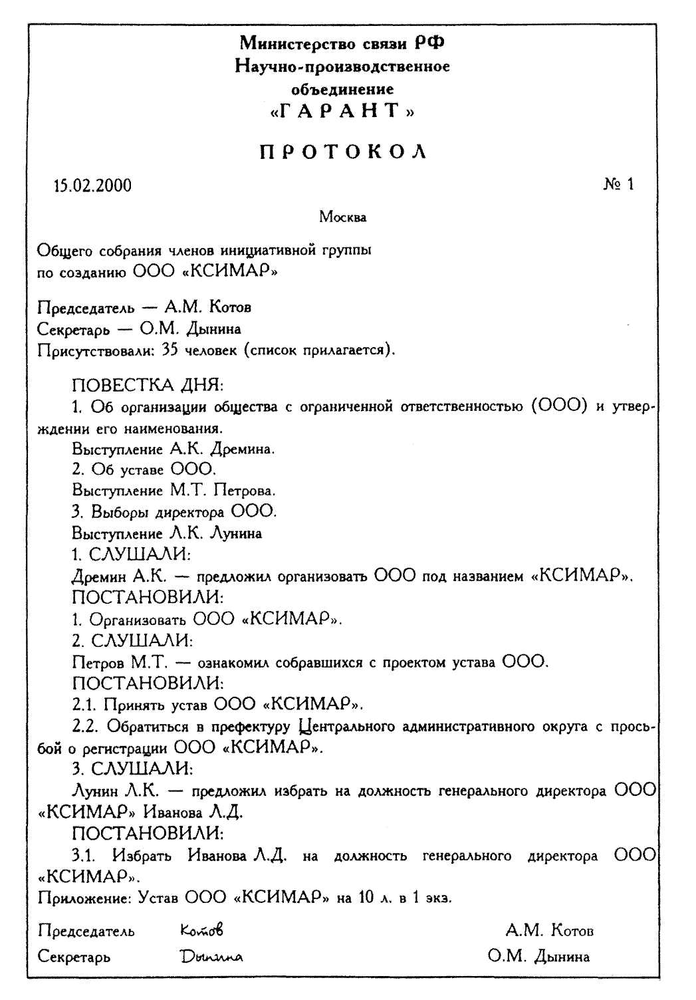 Министерство связи РФ
Научно-производственное
объединение
«ГАРАНТ»
ПРОТОКОЛ
15.02.2000 № 1
Москва
Общего собрания членов инициативной группы
по созданию ООО «КСИМАР»
Председатель — А.М. Котов
Секретарь — О.М. Дынина
Присутствовали: 35 человек (список прилагается).
ПОВЕСТКА ДНЯ:
1. Об организации общества с ограниченной ответственностью (ООО) и утвер-
ждении его наименования.
Выступление А.К. Дремина.
2. Об уставе ООО.
Выступление М.Т. Петрова.
3. Выборы директора ООО.
Выступление Л.К. Лунина
1. СЛУШАЛИ:
Дремин А.К. — предложил организовать ООО под названием «КСИМАР».
ПОСТАНОВИЛИ:
1. Организовать ООО «КСИМАР».
2. СЛУШАЛИ:
Петров М.Т. — ознакомил собравшихся с проектом устава ООО.
ПОСТАНОВИЛИ:
2.1. Принять устав ООО «КСИМАР».
2.2. Обратиться в префектуру Центрального административного округа с прось-
бой о регистрации ООО «КСИМАР».
3. СЛУШАЛИ:
Лунин Л.К. — предложил избрать на должность генерального директора ООО
«КСИМАР» Иванова Л.Д.
ПОСТАНОВИЛИ:
3.1. Избрать Иванова Л.Д. на должность генерального директора ООО
«КСИМАР».
Приложение: Устав ООО «КСИМАР» на 10 л. в 1 экз.
Председатель Котов А.М. Котов
Секретарь Дынина О.М. Дынина